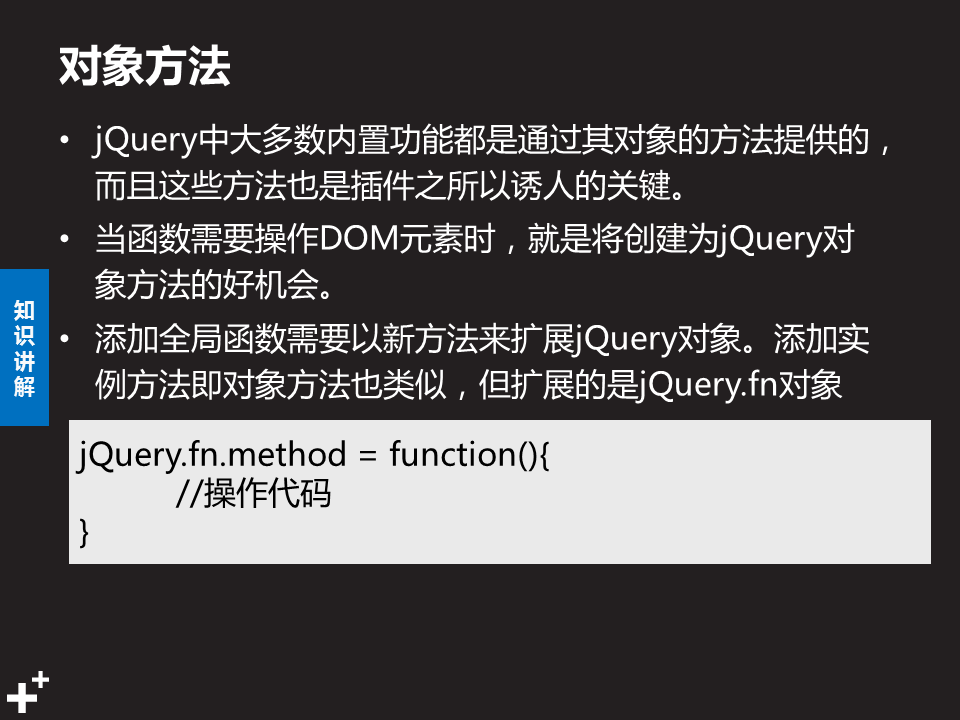 对象方法
• jQuery中大多数内置功能都是通过其对象的方法提供的，
而且这些方法也是插件之所以诱人的关键。
• 当函数需要操作DOM元素时，就是将创建为jQuery对
象方法的好机会。
• 添加全局函数需要以新方法来扩展jQuery对象。添加实
例方法即对象方法也类似，但扩展的是jQuery.fn对象
jQuery.fn.method = function(){
//操作代码
}
知
识
讲
解